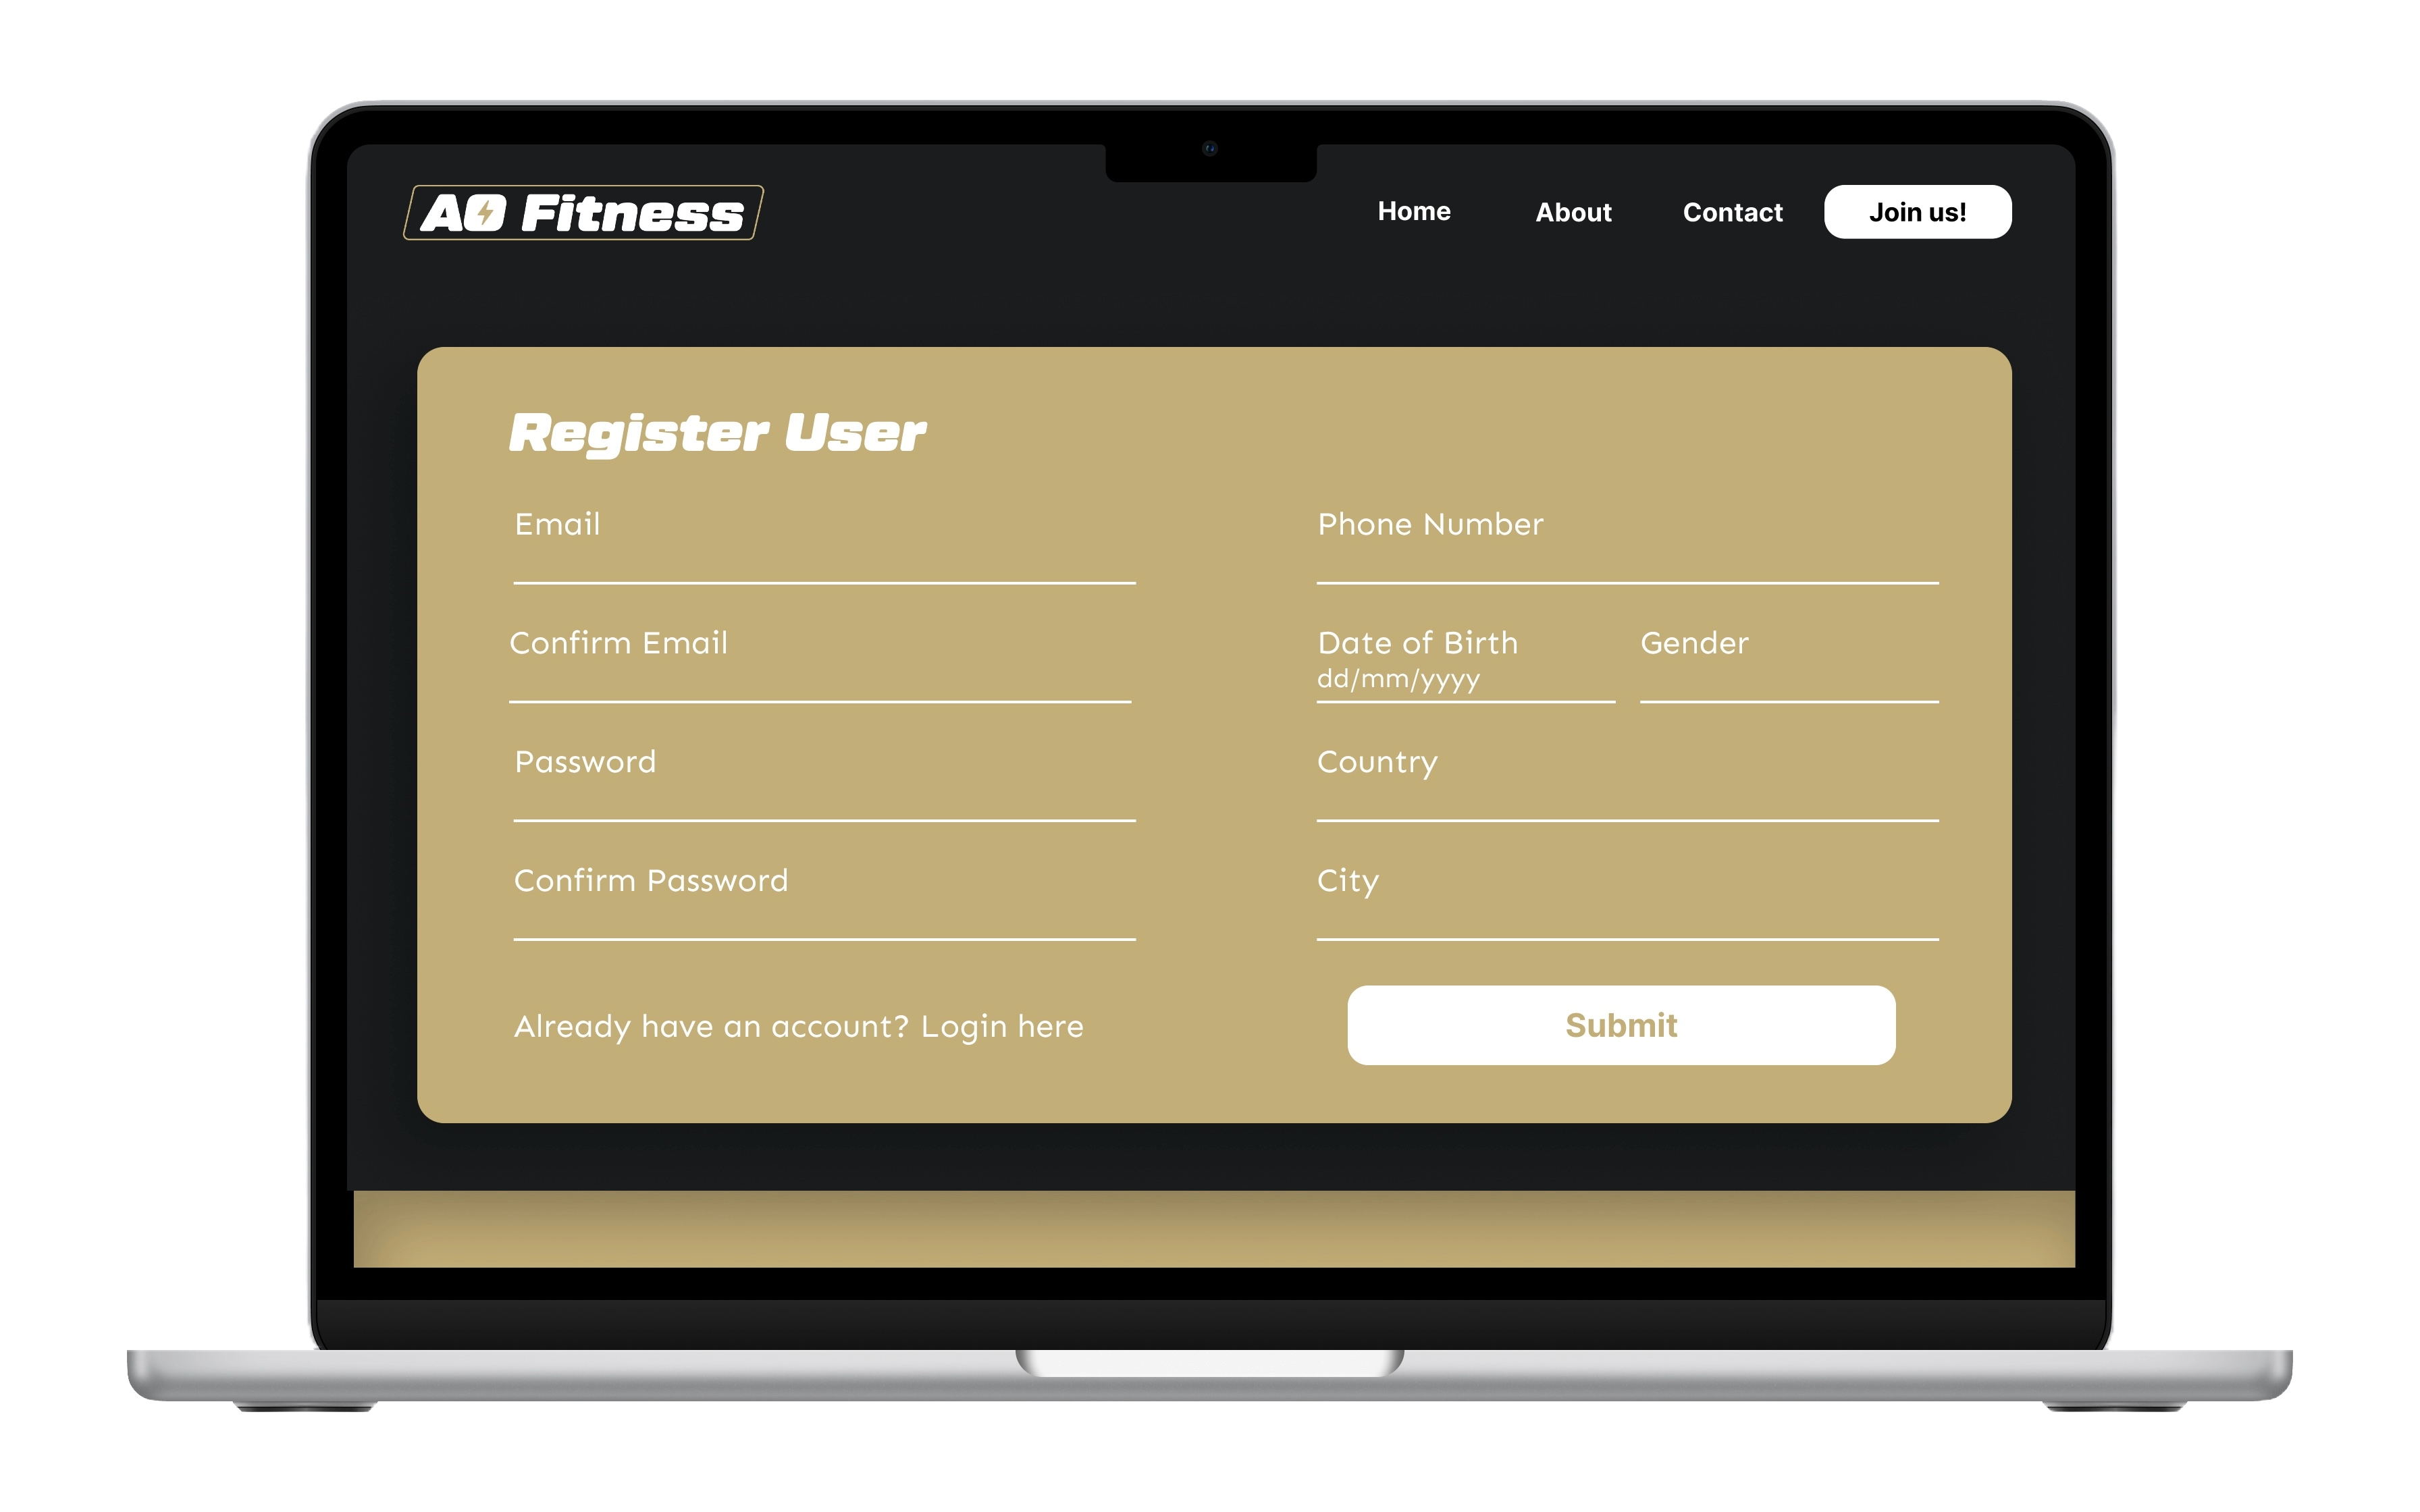 AO Fitness
Home
About
Contact
Join us!
Register User
Email
Phone Number
Confirm Email
Date of Birth
dd/mm/yyyy
Gender
Password
Country
Confirm Password
City
Already have an account? Login here
Submit